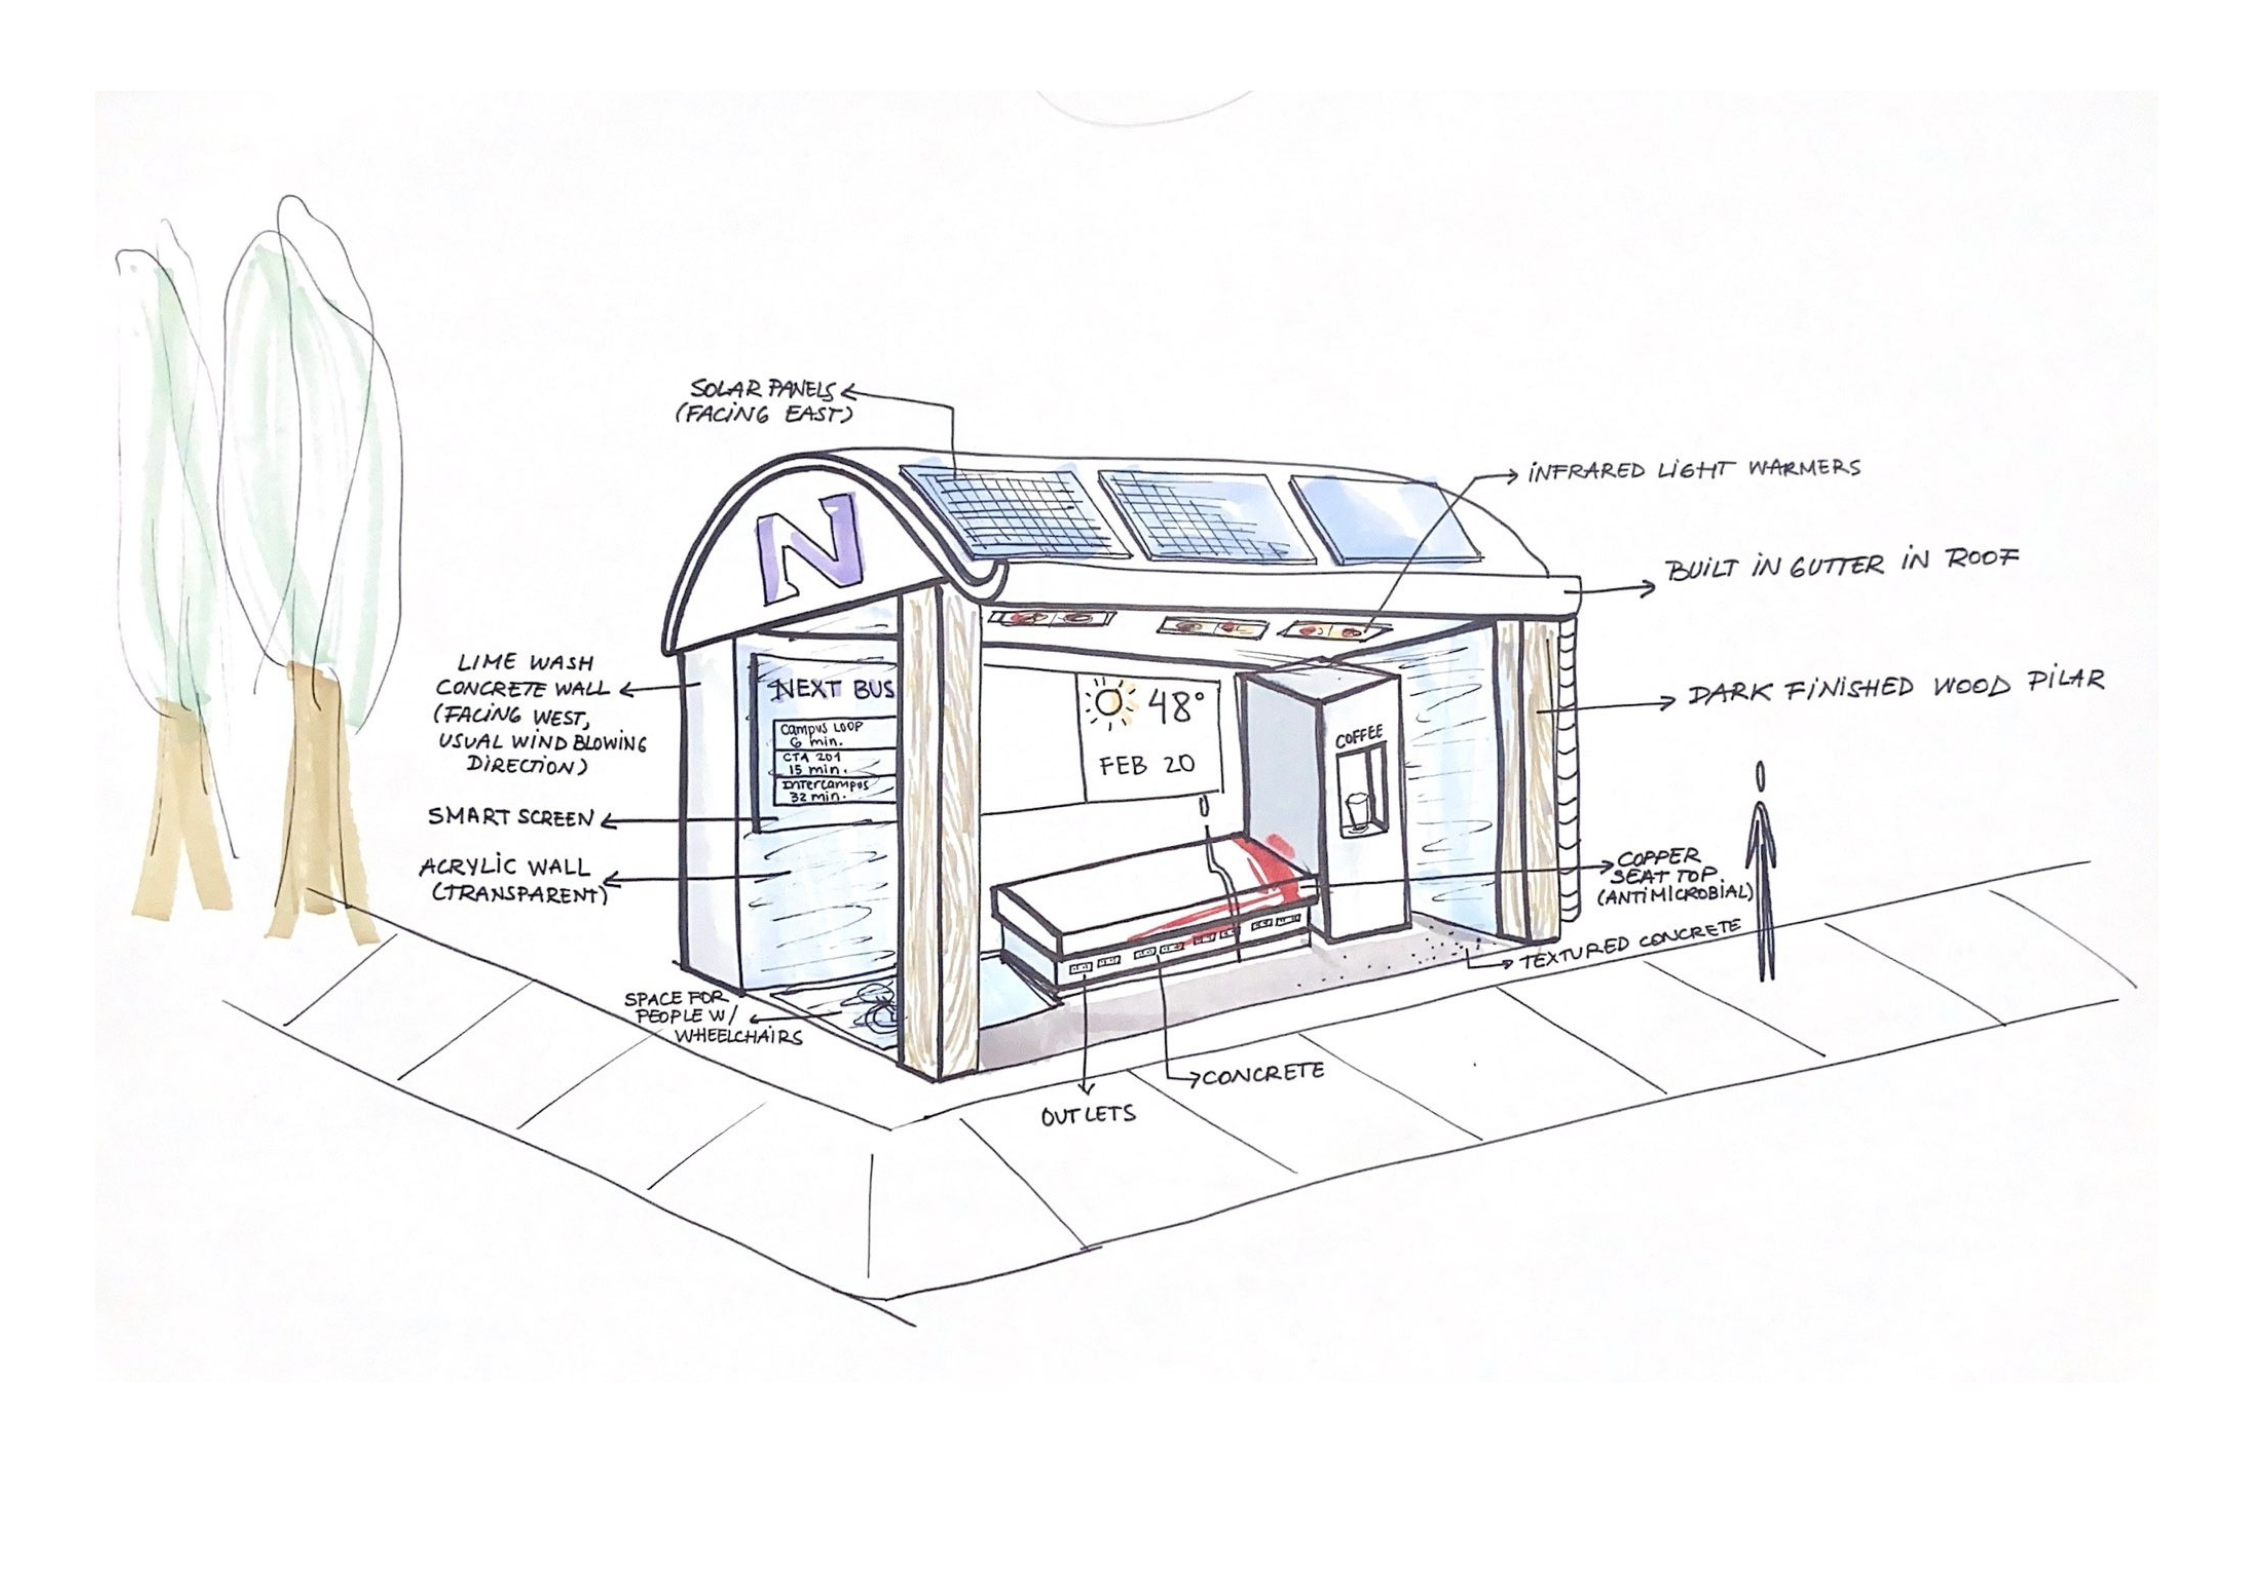 SOLAR PANELS
(FACING EAST)
INFRARED LIGHT WARMERS
BUILT IN GUTTER IN ROOF
N
LIME WASH
CONCRETE WALL
(FACING WEST,
USUAL WIND BLOWING
DIRECTION)
NEXT BUS
Campus LOOP
6 min.
CTA 201
15 min.
Intercampus
32 min.
48°
FEB 20
COFFEE
DARK FINISHED WOOD PILAR
SMART SCREEN
ACRYLIC WALL
(TRANSPARENT)
COPPER
SEAT TOP
(ANTIMICROBIAL)
TEXTURED CONCRETE
SPACE FOR
PEOPLE W/
WHEELCHAIRS
CONCRETE
OUTLETS